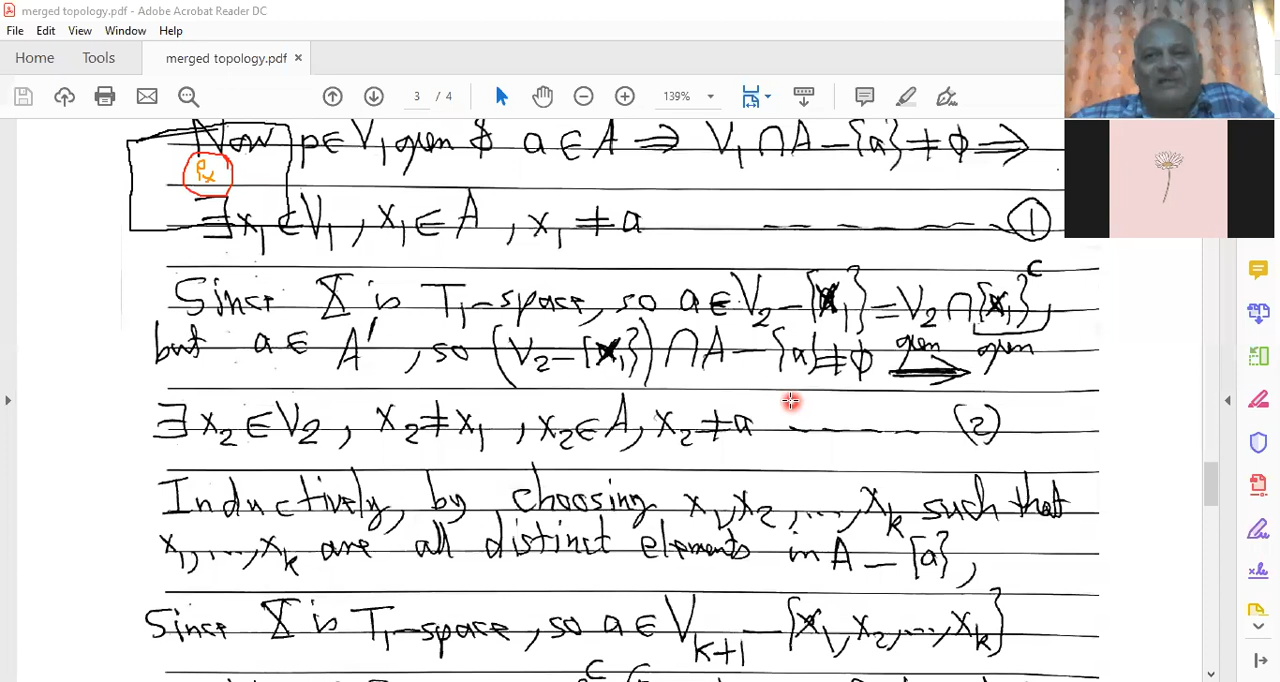 merged topology.pdf - Adobe Acrobat Reader DC
File Edit View Window Help
Home Tools merged topology.pdf ×
3 / 4 139%
Now p∈V₁ open & a∈A ⇒ V₁∩A−{a}≠φ ⇒
Px
∃x₁∈V₁, x₁∈A, x₁≠a ------- ①
Since X is T₁-space, so a∈V₂−{x₁}=V₂∩{x₁}ᶜ,
but a∈A′, so (V₂−{x₁})∩A−{a}≠φ open ⇒ open
∃x₂∈V₂, x₂≠x₁, x₂∈A, x₂≠a ------- (2)
Inductively, by choosing x₁,x₂,...,xₖ such that
x₁,...,xₖ are all distinct elements in A−{a},
Since X is T₁-space, so a∈Vₖ₊₁−{x₁,x₂,...,xₖ}